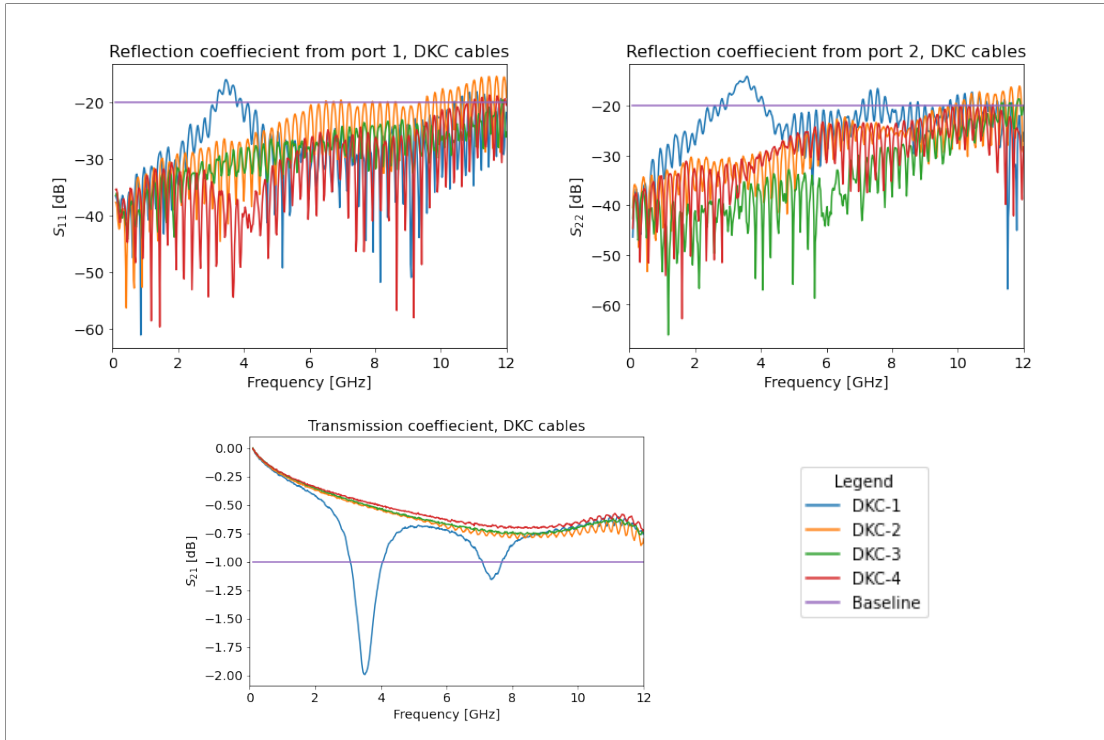 Reflection coeffiecient from port 1, DKC cables
S11 [dB]
−20
−30
−40
−50
−60
0 2 4 6 8 10 12
Frequency [GHz]
Reflection coeffiecient from port 2, DKC cables
S22 [dB]
−20
−30
−40
−50
−60
0 2 4 6 8 10 12
Frequency [GHz]
Transmission coeffiecient, DKC cables
S21 [dB]
0.00
−0.25
−0.50
−0.75
−1.00
−1.25
−1.50
−1.75
−2.00
0 2 4 6 8 10 12
Frequency [GHz]
Legend
DKC-1
DKC-2
DKC-3
DKC-4
Baseline